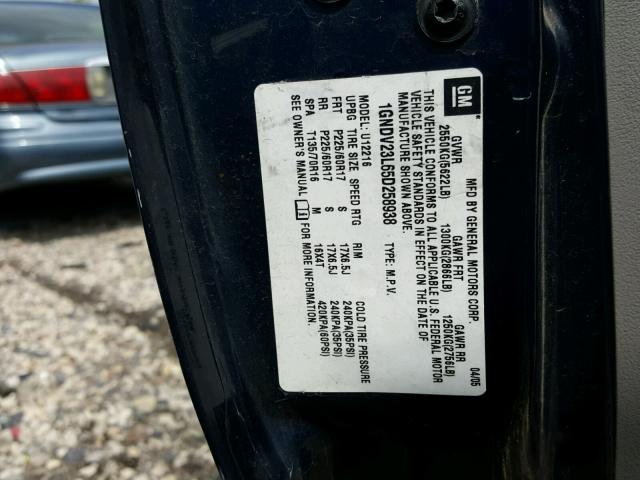 GM
MFD BY GENERAL MOTORS CORP. 04/05
GVWR GAWR FRT GAWR RR
2550KG(5622LB) 1300KG(2866LB) 1250KG(2756LB)
THIS VEHICLE CONFORMS TO ALL APPLICABLE U.S. FEDERAL MOTOR
VEHICLE SAFETY STANDARDS IN EFFECT ON THE DATE OF
MANUFACTURE SHOWN ABOVE.
1GNDV23L65D258938 TYPE: M.P.V.
MODEL: U12216
UPBG TIRE SIZE SPEED RTG RIM COLD TIRE PRESSURE
FRT P225/60R17 S 17X6.5J 240KPA(35PSI)
RR P225/60R17 S 17X6.5J 240KPA(35PSI)
SPA T135/70R16 M 16X4T 420KPA(60PSI)
SEE OWNER'S MANUAL FOR MORE INFORMATION.